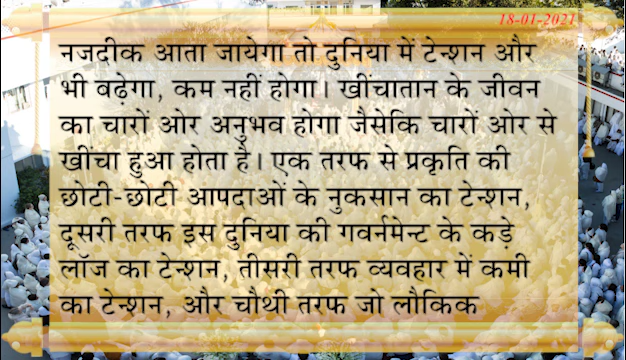 18-01-2021
नजदीक आता जायेगा तो दुनिया में टेन्शन और
भी बढ़ेगा, कम नहीं होगा। खींचातान के जीवन
का चारों ओर अनुभव होगा जैसेकि चारों ओर से
खींचा हुआ होता है। एक तरफ से प्रकृति की
छोटी-छोटी आपदाओं के नुकसान का टेन्शन,
दूसरी तरफ इस दुनिया की गवर्नमेन्ट के कड़े
लॉज का टेन्शन, तीसरी तरफ व्यवहार में कमी
का टेन्शन, और चौथी तरफ जो लौकिक